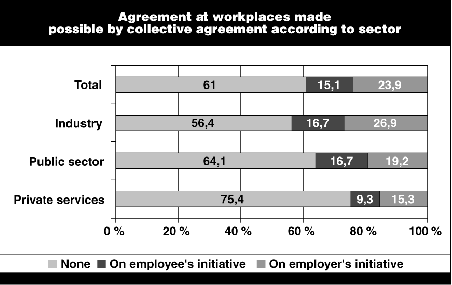 Agreement at workplaces made
possible by collective agreement according to sector
Total 61 15,1 23,9
Industry 56,4 16,7 26,9
Public sector 64,1 16,7 19,2
Private services 75,4 9,3 15,3
0 % 20 % 40 % 60 % 80 % 100 %
None On employee's initiative On employer's initiative